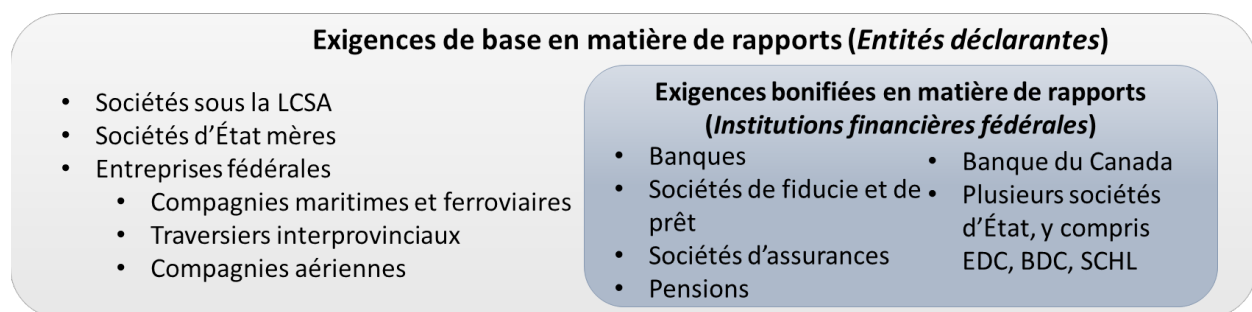 Exigences de base en matière de rapports (Entités déclarantes)
• Sociétés sous la LCSA
• Sociétés d'État mères
• Entreprises fédérales
• Compagnies maritimes et ferroviaires
• Traversiers interprovinciaux
• Compagnies aériennes
Exigences bonifiées en matière de rapports
(Institutions financières fédérales)
• Banques
• Sociétés de fiducie et de
prêt
• Sociétés d'assurances
• Pensions
• Banque du Canada
• Plusieurs sociétés
d'État, y compris
EDC, BDC, SCHL